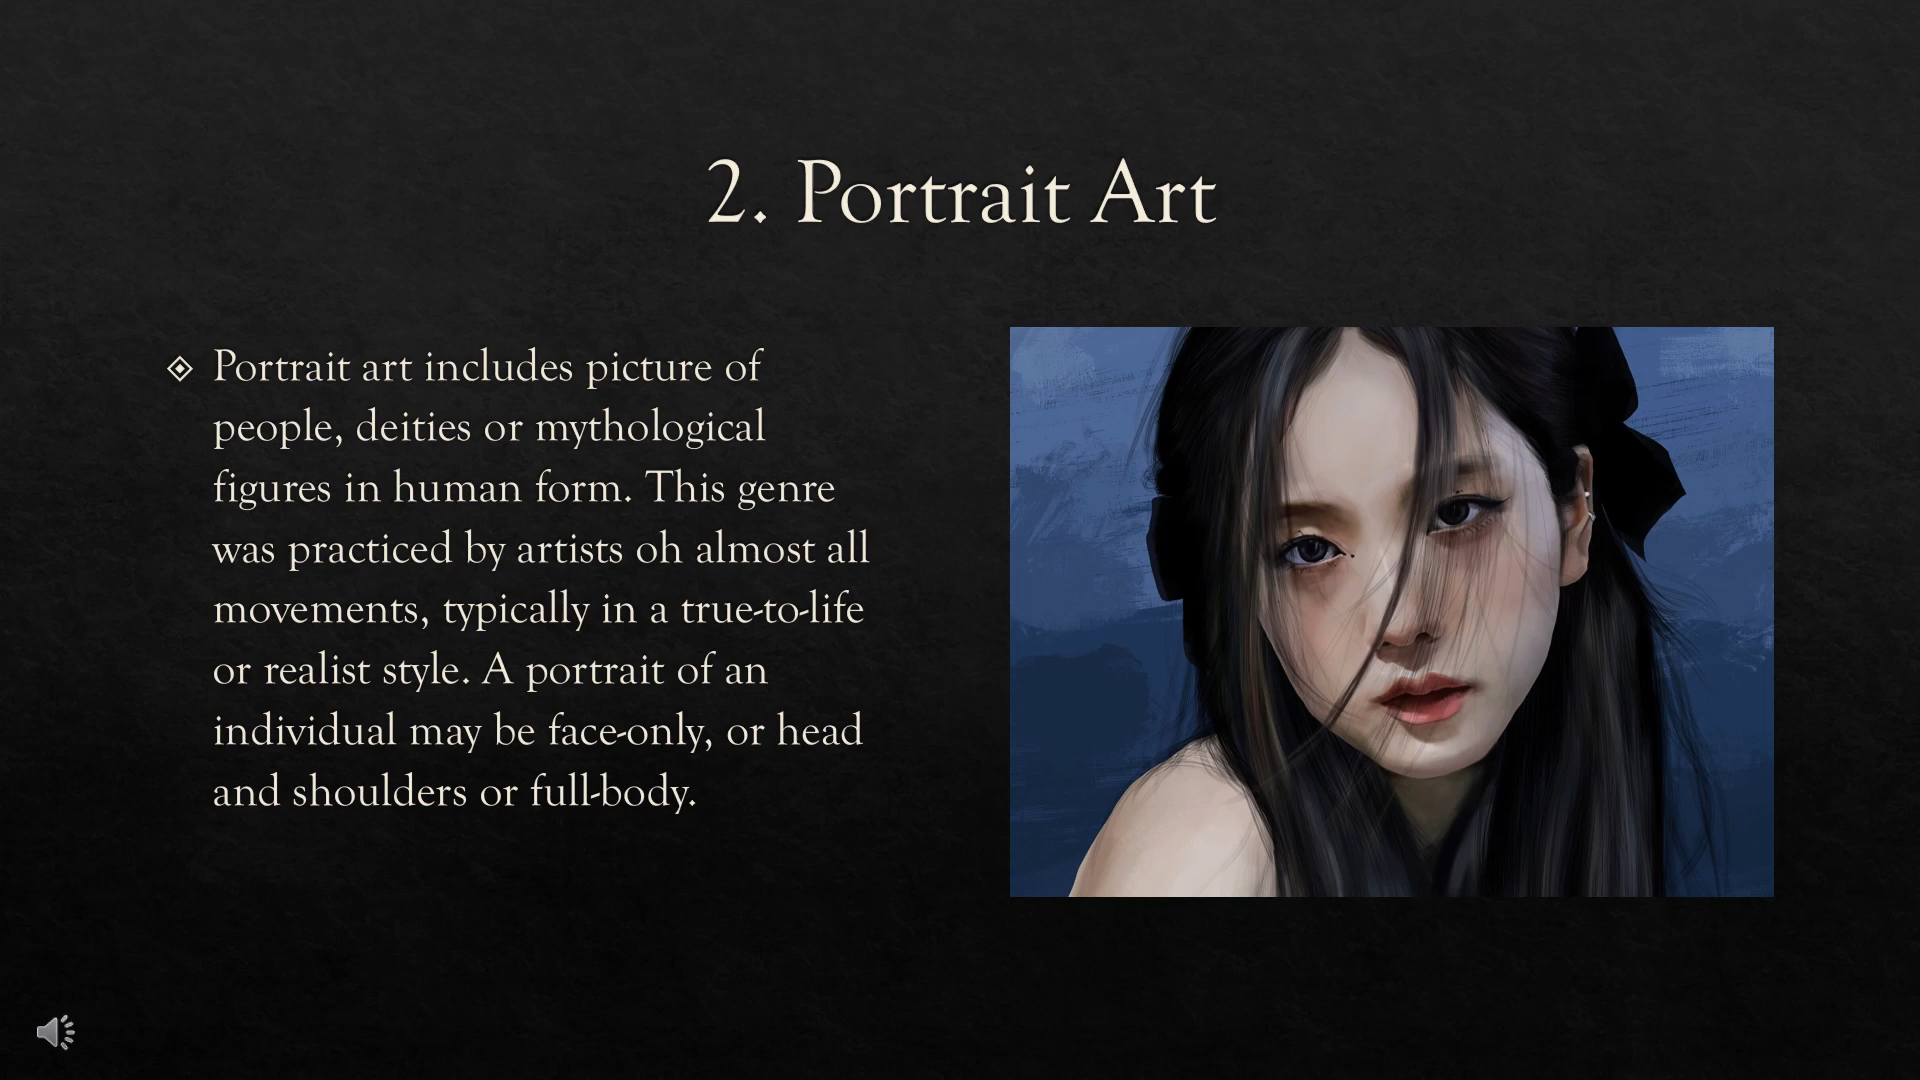 2. Portrait Art
Portrait art includes picture of
people, deities or mythological
figures in human form. This genre
was practiced by artists oh almost all
movements, typically in a true-to-life
or realist style. A portrait of an
individual may be face-only, or head
and shoulders or full-body.